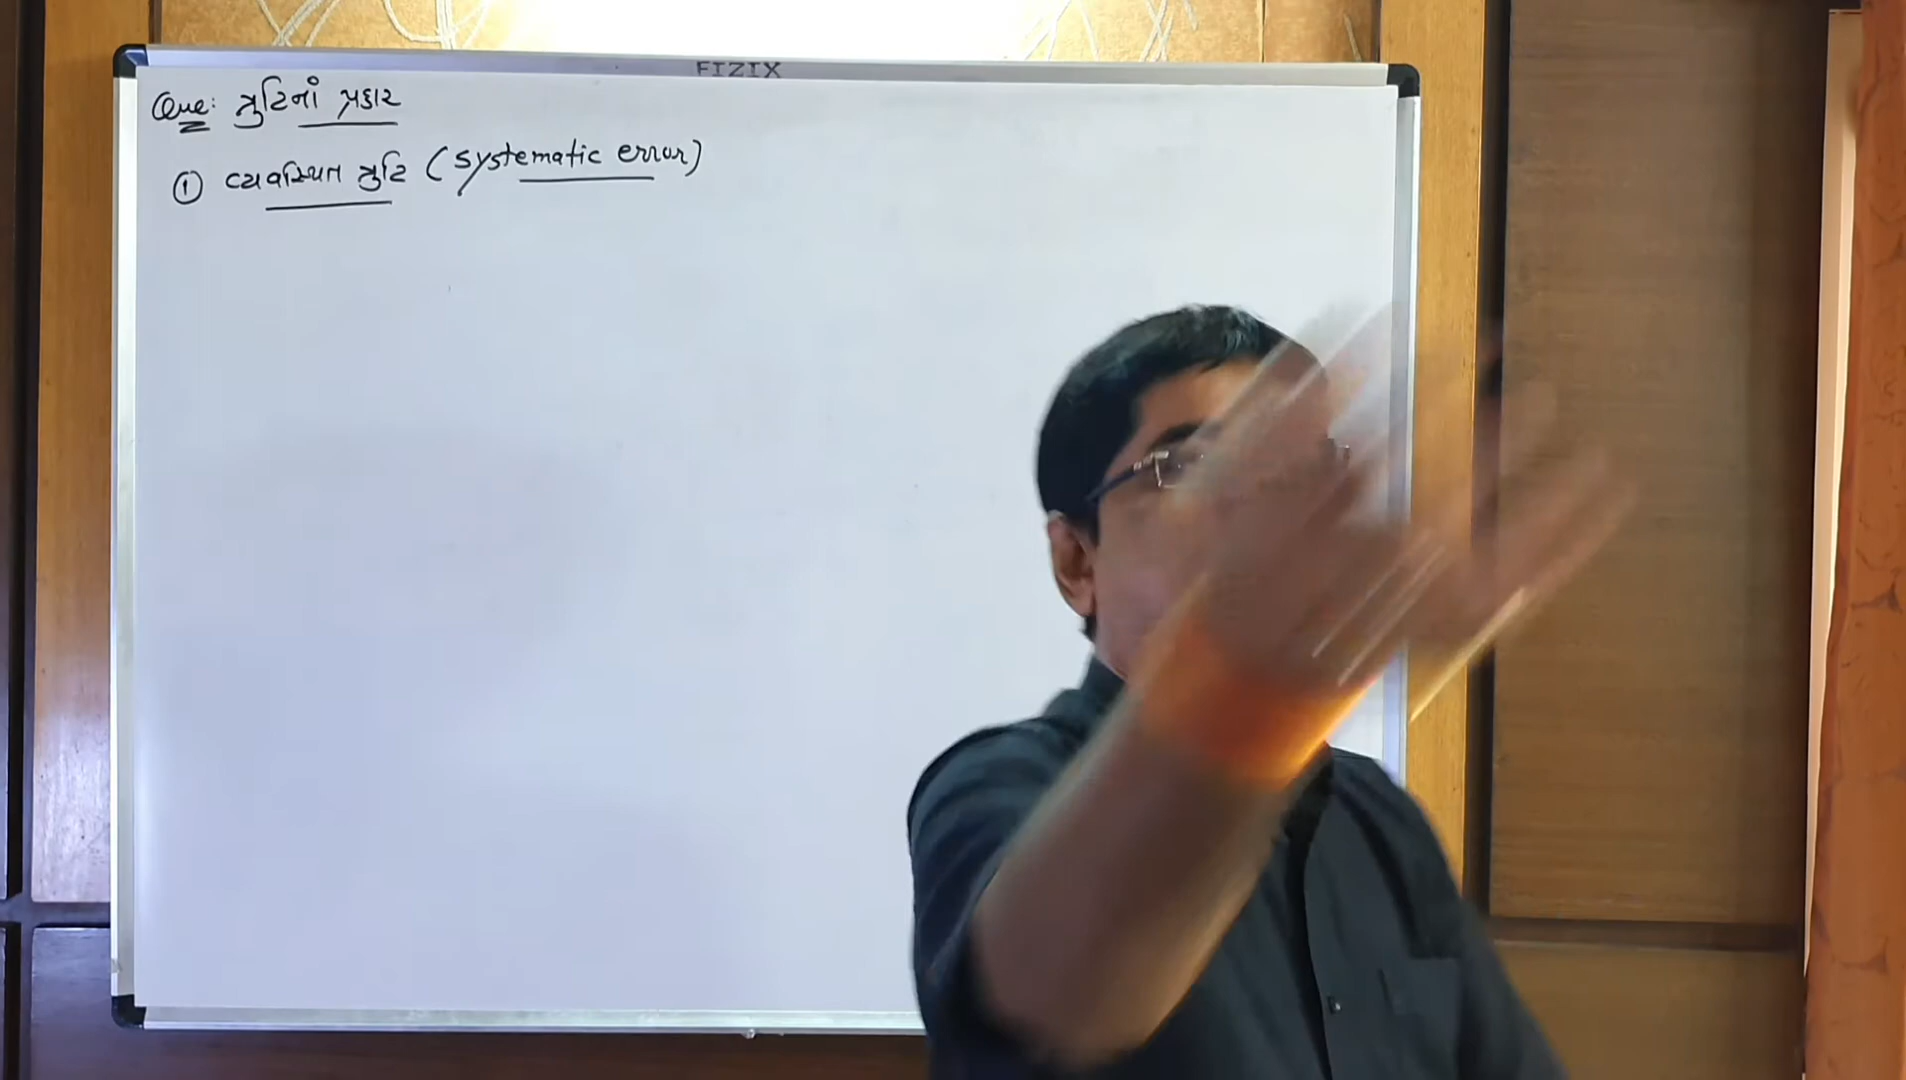 FIZIX
Que: ત્રુટિનાં પ્રકાર
① વ્યવસ્થિત ત્રુટિ (systematic error)